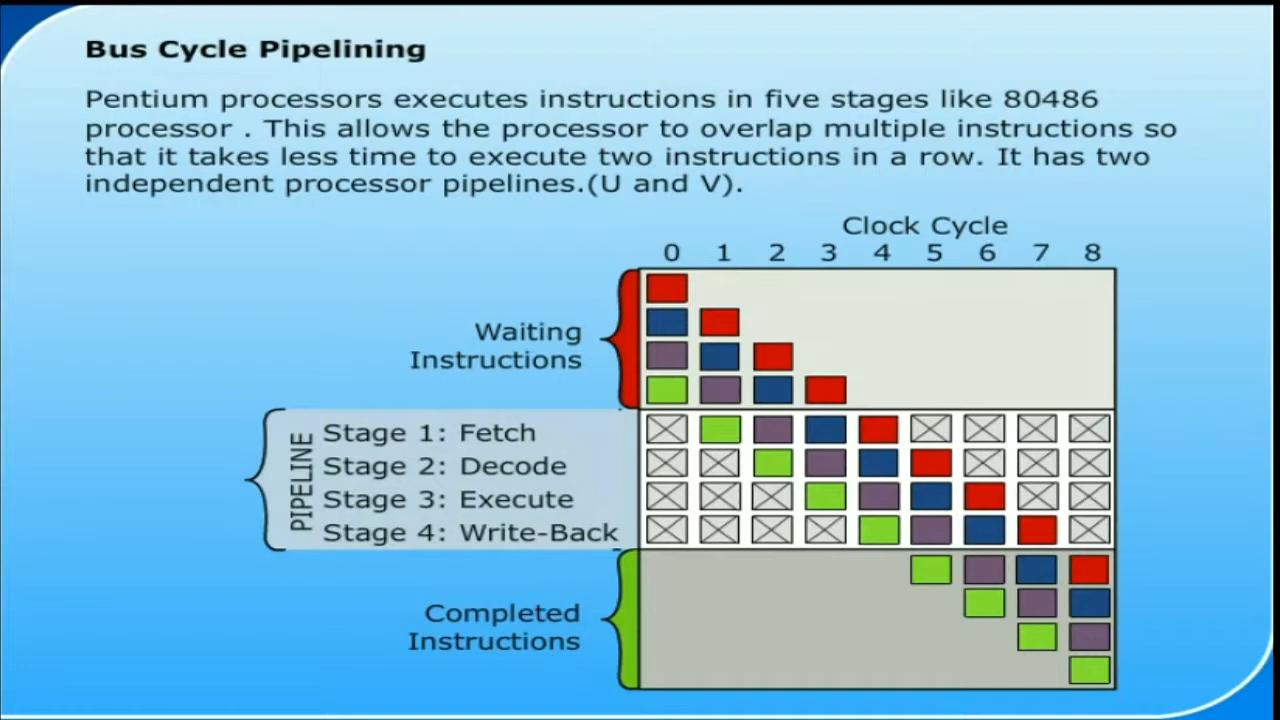 Bus Cycle Pipelining
Pentium processors executes instructions in five stages like 80486
processor . This allows the processor to overlap multiple instructions so
that it takes less time to execute two instructions in a row. It has two
independent processor pipelines.(U and V).
Clock Cycle
0 1 2 3 4 5 6 7 8
Waiting
Instructions
PIPELINE
Stage 1: Fetch
Stage 2: Decode
Stage 3: Execute
Stage 4: Write-Back
Completed
Instructions